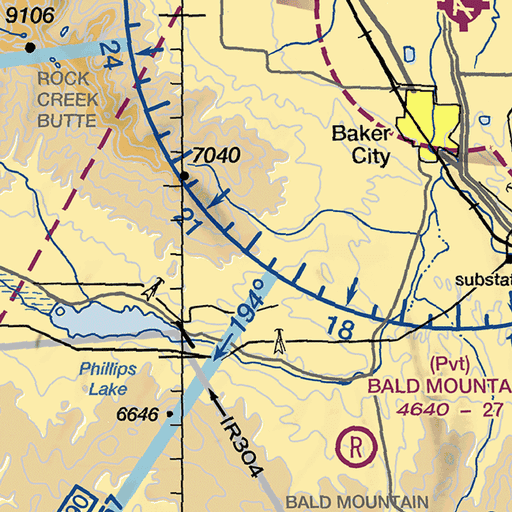 9106
24
ROCK
CREEK
BUTTE
Baker
City
7040
21
substat
194°
18
Phillips
Lake
(Pvt)
BALD MOUNTA
4640 - 27
6646
IR304
R
BALD MOUNTAIN